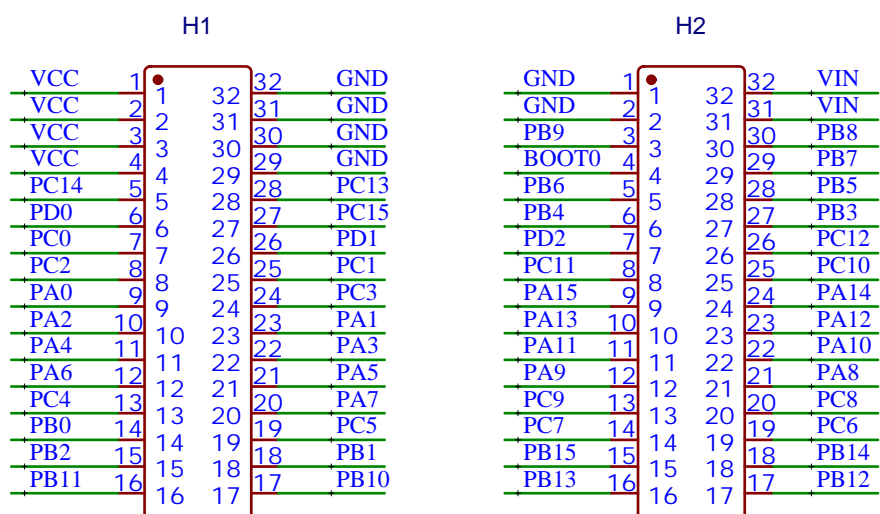 H1 H2
VCC 1 32 GND GND 1 32 VIN
1 32 1 32
VCC 2 31 GND GND 2 31 VIN
2 31 2 31
VCC 3 30 GND PB9 3 30 PB8
3 30 3 30
VCC 4 29 GND BOOT0 4 29 PB7
4 29 4 29
PC14 5 28 PC13 PB6 5 28 PB5
5 28 5 28
PD0 6 27 PC15 PB4 6 27 PB3
6 27 6 27
PC0 7 26 PD1 PD2 7 26 PC12
7 26 7 26
PC2 8 25 PC1 PC11 8 25 PC10
8 25 8 25
PA0 9 24 PC3 PA15 9 24 PA14
9 24 9 24
PA2 10 23 PA1 PA13 10 23 PA12
10 23 10 23
PA4 11 22 PA3 PA11 11 22 PA10
11 22 11 22
PA6 12 21 PA5 PA9 12 21 PA8
12 21 12 21
PC4 13 20 PA7 PC9 13 20 PC8
13 20 13 20
PB0 14 19 PC5 PC7 14 19 PC6
14 19 14 19
PB2 15 18 PB1 PB15 15 18 PB14
15 18 15 18
PB11 16 17 PB10 PB13 16 17 PB12
16 17 16 17